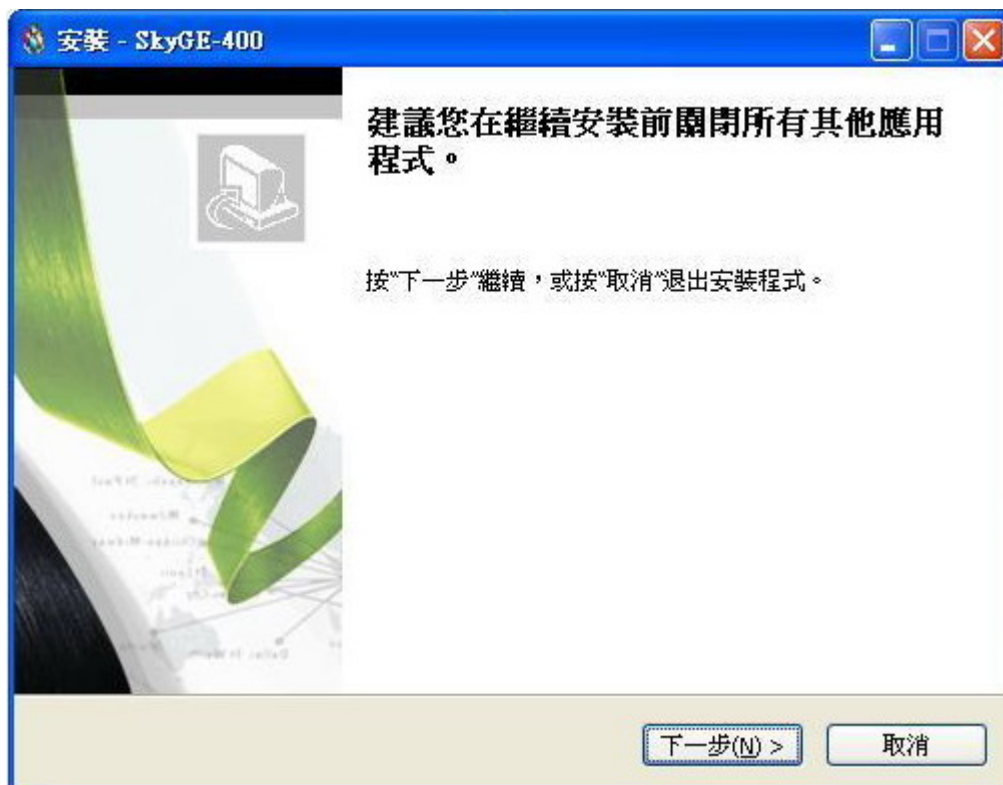 安裝 - SkyGE-400
建議您在繼續安裝前關閉所有其他應用
程式。
按"下一步"繼續，或按"取消"退出安裝程式。
下一步(N) >
取消